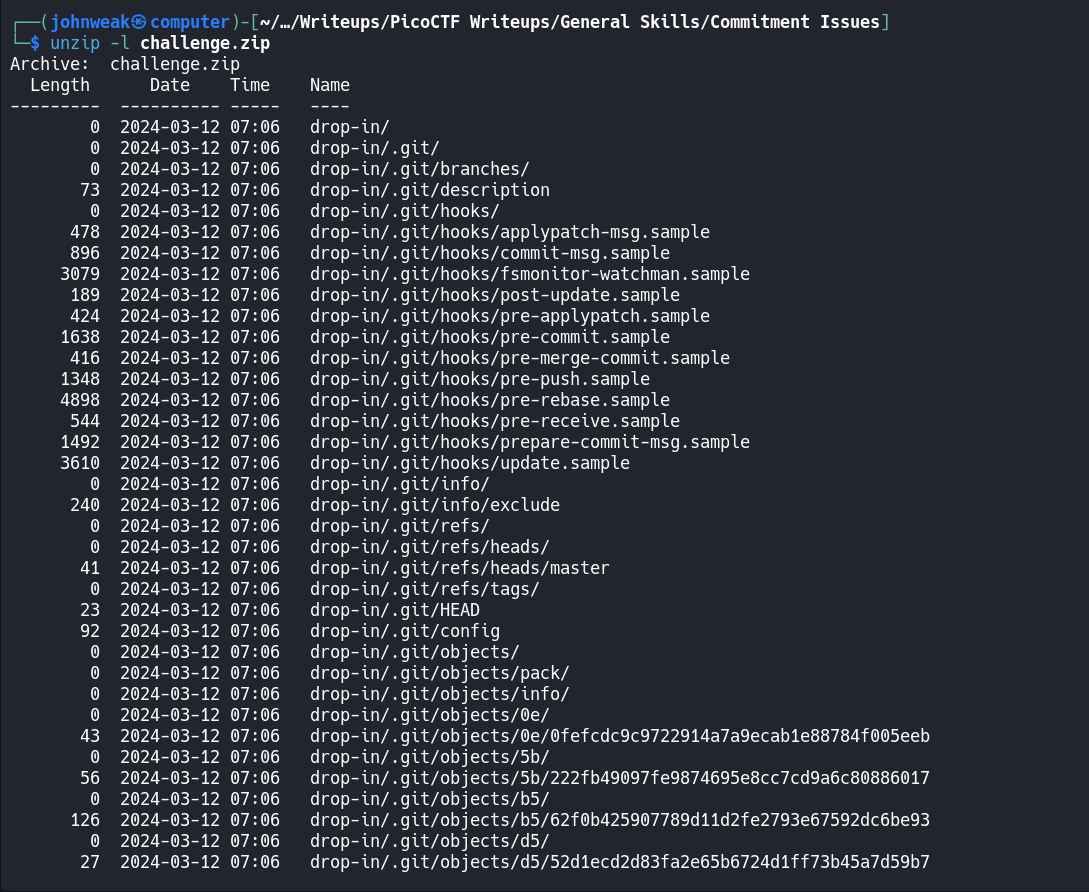 ┌──(johnweak㉿computer)-[~/…/Writeups/PicoCTF Writeups/General Skills/Commitment Issues]
└─$ unzip -l challenge.zip
Archive:  challenge.zip
  Length      Date    Time    Name
---------  ---------- -----   ----
        0  2024-03-12 07:06   drop-in/
        0  2024-03-12 07:06   drop-in/.git/
        0  2024-03-12 07:06   drop-in/.git/branches/
       73  2024-03-12 07:06   drop-in/.git/description
        0  2024-03-12 07:06   drop-in/.git/hooks/
      478  2024-03-12 07:06   drop-in/.git/hooks/applypatch-msg.sample
      896  2024-03-12 07:06   drop-in/.git/hooks/commit-msg.sample
     3079  2024-03-12 07:06   drop-in/.git/hooks/fsmonitor-watchman.sample
      189  2024-03-12 07:06   drop-in/.git/hooks/post-update.sample
      424  2024-03-12 07:06   drop-in/.git/hooks/pre-applypatch.sample
     1638  2024-03-12 07:06   drop-in/.git/hooks/pre-commit.sample
      416  2024-03-12 07:06   drop-in/.git/hooks/pre-merge-commit.sample
     1348  2024-03-12 07:06   drop-in/.git/hooks/pre-push.sample
     4898  2024-03-12 07:06   drop-in/.git/hooks/pre-rebase.sample
      544  2024-03-12 07:06   drop-in/.git/hooks/pre-receive.sample
     1492  2024-03-12 07:06   drop-in/.git/hooks/prepare-commit-msg.sample
     3610  2024-03-12 07:06   drop-in/.git/hooks/update.sample
        0  2024-03-12 07:06   drop-in/.git/info/
      240  2024-03-12 07:06   drop-in/.git/info/exclude
        0  2024-03-12 07:06   drop-in/.git/refs/
        0  2024-03-12 07:06   drop-in/.git/refs/heads/
       41  2024-03-12 07:06   drop-in/.git/refs/heads/master
        0  2024-03-12 07:06   drop-in/.git/refs/tags/
       23  2024-03-12 07:06   drop-in/.git/HEAD
       92  2024-03-12 07:06   drop-in/.git/config
        0  2024-03-12 07:06   drop-in/.git/objects/
        0  2024-03-12 07:06   drop-in/.git/objects/pack/
        0  2024-03-12 07:06   drop-in/.git/objects/info/
        0  2024-03-12 07:06   drop-in/.git/objects/0e/
       43  2024-03-12 07:06   drop-in/.git/objects/0e/0fefcdc9c9722914a7a9ecab1e88784f005eeb
        0  2024-03-12 07:06   drop-in/.git/objects/5b/
       56  2024-03-12 07:06   drop-in/.git/objects/5b/222fb49097fe9874695e8cc7cd9a6c80886017
        0  2024-03-12 07:06   drop-in/.git/objects/b5/
      126  2024-03-12 07:06   drop-in/.git/objects/b5/62f0b425907789d11d2fe2793e67592dc6be93
        0  2024-03-12 07:06   drop-in/.git/objects/d5/
       27  2024-03-12 07:06   drop-in/.git/objects/d5/52d1ecd2d83fa2e65b6724d1ff73b45a7d59b7